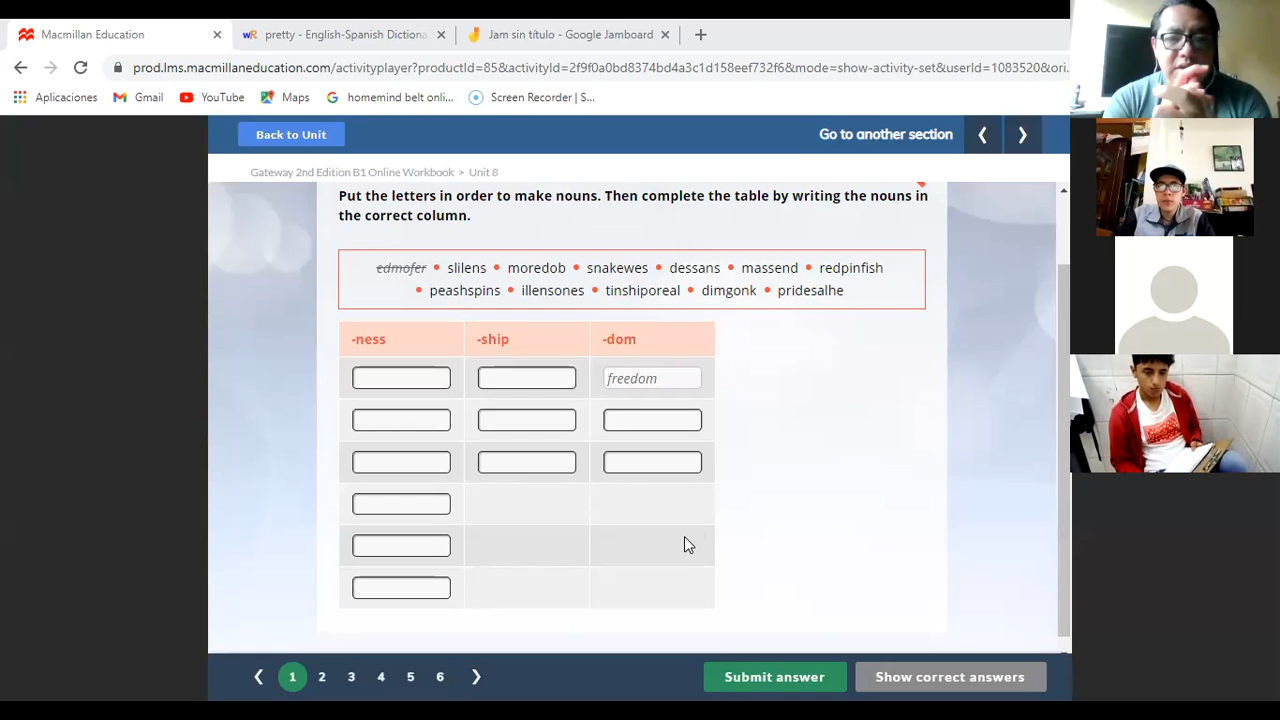 Macmillan Education
pretty - English-Spanish Dictiona
Jam sin título - Google Jamboard
prod.lms.macmillaneducation.com/activityplayer?productId=85&activityId=2f9f0a0bd8374bd4a3c1d158eef732f6&mode=show-activity-set&userId=1083520&ori.
Aplicaciones Gmail YouTube Maps homemind belt onli... Screen Recorder | S...
Back to Unit Go to another section
Gateway 2nd Edition B1 Online Workbook > Unit 8
Put the letters in order to make nouns. Then complete the table by writing the nouns in
the correct column.
edmofer • slilens • moredob • snakewes • dessans • massend • redpinfish
• peashspins • illensones • tinshiporeal • dimgonk • pridesalhe
-ness -ship -dom
freedom
1 2 3 4 5 6 Submit answer Show correct answers